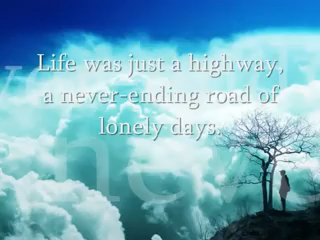 Life was just a highway,
a never-ending road of
lonely days.